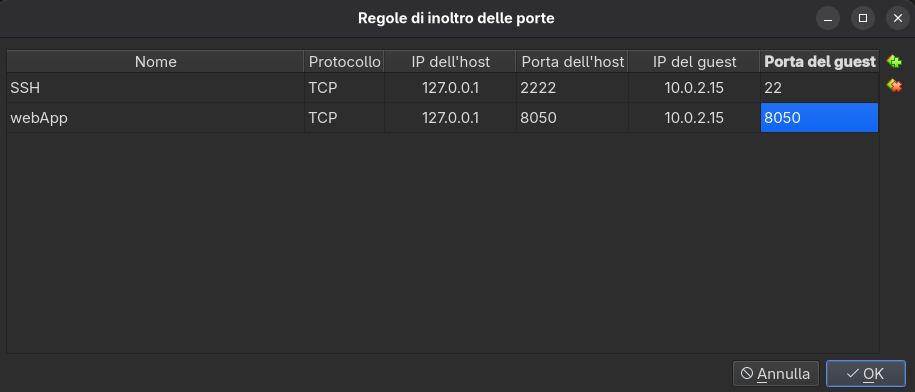 Regole di inoltro delle porte
Nome Protocollo IP dell'host Porta dell'host IP del guest Porta del guest
SSH TCP 127.0.0.1 2222 10.0.2.15 22
webApp TCP 127.0.0.1 8050 10.0.2.15 8050
Annulla OK